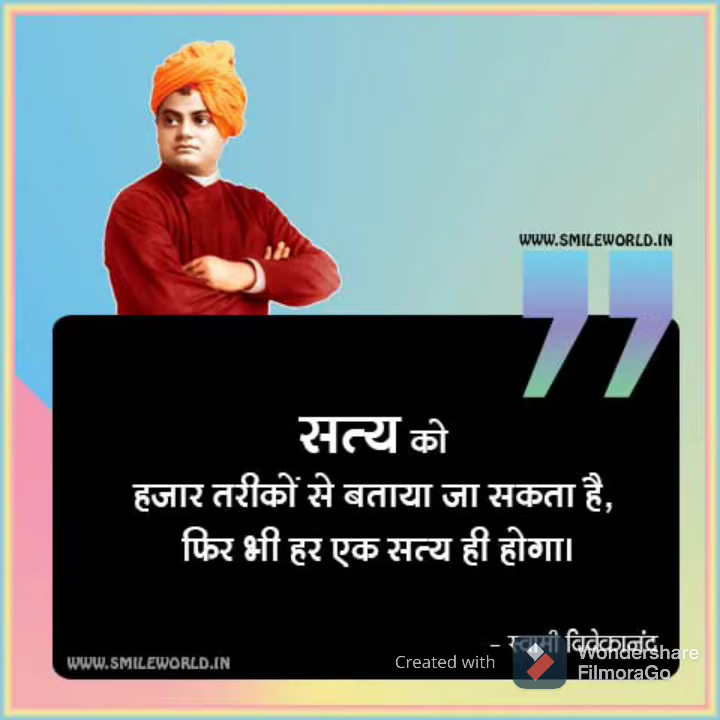 WWW.SMILEWORLD.IN
सत्य को
हजार तरीकों से बताया जा सकता है,
फिर भी हर एक सत्य ही होगा।
- स्वामी विवेकानंद
WWW.SMILEWORLD.IN
Created with
Wondershare
FilmoraGo